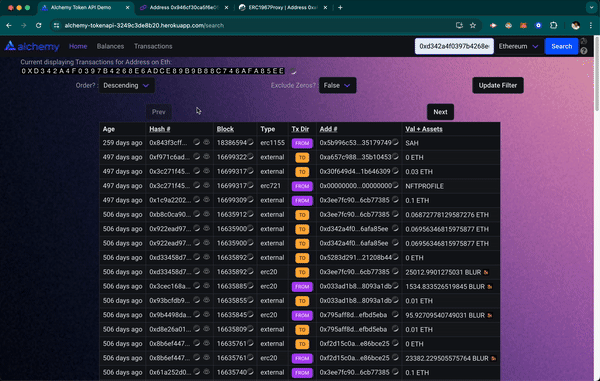 Alchemy Token API Demo
Address 0x946cf30ca5f6e0
ERC1967Proxy | Address 0x
alchemy-tokenapi-3249c3de8b20.herokuapp.com/search
alchemy Home Balances Transactions 0xd342a4f0397b4268e Ethereum Search
Current displaying Transactions for Address on Eth:
0XD342A4F0397B4268E6ADCE89B9B88C746AFA85EE
Order? Descending Exclude Zeros? False Update Filter
Prev Next
Age Hash # Block Type Tx Dir Add # Val + Assets
259 days ago 0x843f3cff... 18386594 erc1155 FROM 0x5b996c53...35179749 SAH
497 days ago 0xf971c6ad... 16699322 external TO 0xa657c988...35b10453 0 ETH
497 days ago 0x3c271f45... 16699317 external TO 0x30f649d4...1b646309 0.03 ETH
497 days ago 0x3c271f45... 16699317 erc721 FROM 0x00000000...00000000 NFTPROFILE
497 days ago 0x1c9a2202... 16699309 external FROM 0x3ee7fc90...6cb77385 0.1 ETH
506 days ago 0xb8c0ca90... 16635912 external TO 0x3ee7fc90...6cb77385 0.06872778129587276 ETH
506 days ago 0x922ead97... 16635900 external TO 0xd342a4f0...6afa85ee 0.06956346815975877 ETH
506 days ago 0x922ead97... 16635900 external TO 0xd342a4f0...6afa85ee 0.06956346815975877 ETH
506 days ago 0xd33458d7... 16635892 external TO 0x5283d291...21208b44 0 ETH
506 days ago 0xd33458d7... 16635892 erc20 TO 0x3ee7fc90...6cb77385 25012.9901275031 BLUR
506 days ago 0x3cec168a... 16635885 erc20 FROM 0x033ad1b8...8093a1db 1534.833526519845 BLUR
506 days ago 0x93bcfdb9... 16635855 external TO 0x033ad1b8...8093a1db 0.01 ETH
506 days ago 0x9b4498da... 16635845 erc20 FROM 0x795aff8d...efbd5eba 95.92709540749031 BLUR
506 days ago 0xd8e26a01... 16635809 external TO 0x795aff8d...efbd5eba 0.01 ETH
506 days ago 0x8b6ef447... 16635761 external TO 0xf2d15c0a...e86bce25 0 ETH
506 days ago 0x8b6ef447... 16635761 erc20 FROM 0xf2d15c0a...e86bce25 23382.229505575764 BLUR
506 days ago 0x61a252d0... 16635740 external FROM 0x3ee7fc90...6cb77385 0.1 ETH